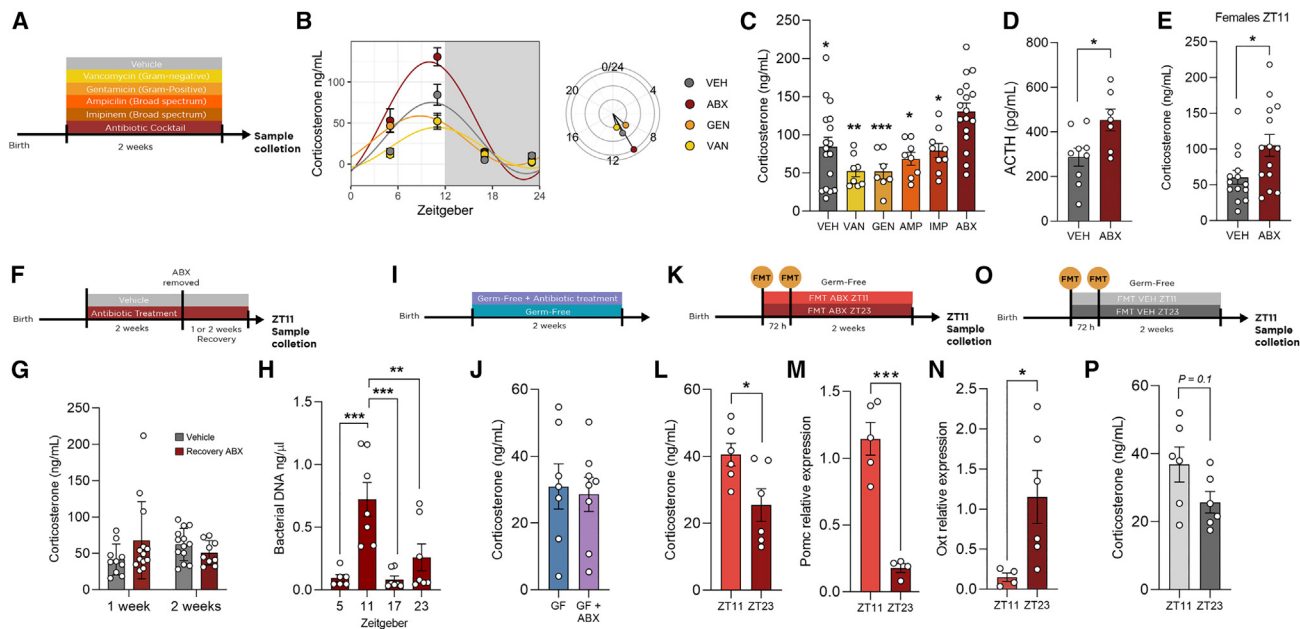 A
Vehicle
Vancomycin (Gram-negative)
Gentamicin (Gram-Positive)
Ampicilin (Broad spectrum)
Imipinem (Broad spectrum)
Antibiotic Cocktail
Birth
2 weeks
Sample
colletion
B
Corticosterone ng/mL
100
50
0
0 6 12 18 24
Zeitgeber
0/24
4
8
12
16
20
VEH
ABX
GEN
VAN
C
Corticosterone (ng/mL)
250
200
150
100
50
0
* ** *** * *
VEH VAN GEN AMP IMP ABX
D
ACTH (pg/mL)
800
600
400
200
0
*
VEH ABX
E
Females ZT11
Corticosterone (ng/mL)
250
200
150
100
50
0
*
VEH ABX
F
ABX
removed
Vehicle
Antibiotic Treatment
Birth
2 weeks
1 or 2 weeks
Recovery
ZT11
Sample
colletion
I
Germ-Free + Antibiotic treatment
Germ-Free
Birth
2 weeks
K
FMT FMT
Germ-Free
FMT ABX ZT11
FMT ABX ZT23
Birth
72 h
2 weeks
ZT11
Sample
colletion
O
FMT FMT
Germ-Free
FMT VEH ZT11
FMT VEH ZT23
Birth
72 h
2 weeks
ZT11
Sample
colletion
G
Corticosterone (ng/mL)
250
200
150
100
50
0
Vehicle
Recovery ABX
1 week 2 weeks
H
Bacterial DNA ng/μl
1.5
1.0
0.5
0.0
***
***
**
5 11 17 23
Zeitgeber
J
Corticosterone (ng/mL)
60
40
20
0
GF
GF +
ABX
L
Corticosterone (ng/mL)
60
40
20
0
*
ZT11 ZT23
M
Pomc relative expression
1.5
1.0
0.5
0.0
***
ZT11 ZT23
N
Oxt relative expression
2.5
2.0
1.5
1.0
0.5
0.0
*
ZT11 ZT23
P
Corticosterone (ng/mL)
60
40
20
0
P = 0.1
ZT11 ZT23